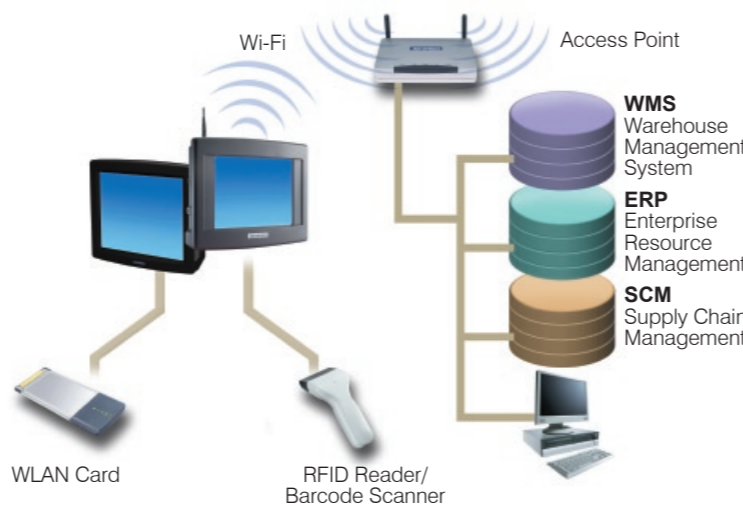 Wi-Fi
Access Point
WMS
Warehouse
Management
System
ERP
Enterprise
Resource
Management
SCM
Supply Chain
Management
WLAN Card
RFID Reader/
Barcode Scanner